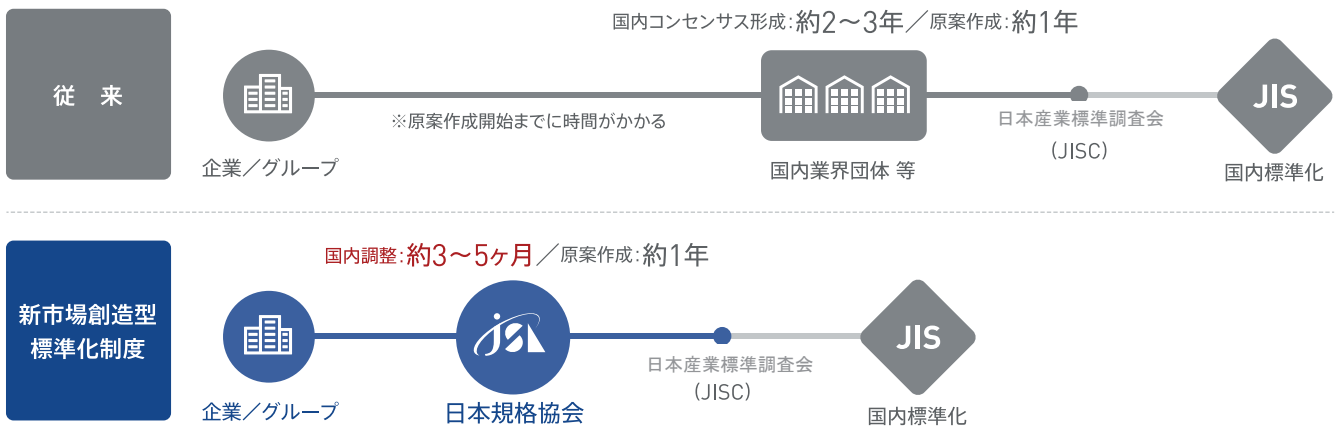 国内コンセンサス形成：約2～3年／原案作成：約1年
従　来
JIS
※原案作成開始までに時間がかかる
日本産業標準調査会
（JISC）
企業／グループ
国内業界団体 等
国内標準化
国内調整：約3～5ヶ月／原案作成：約1年
新市場創造型
標準化制度
JSA
JIS
日本産業標準調査会
（JISC）
企業／グループ
日本規格協会
国内標準化